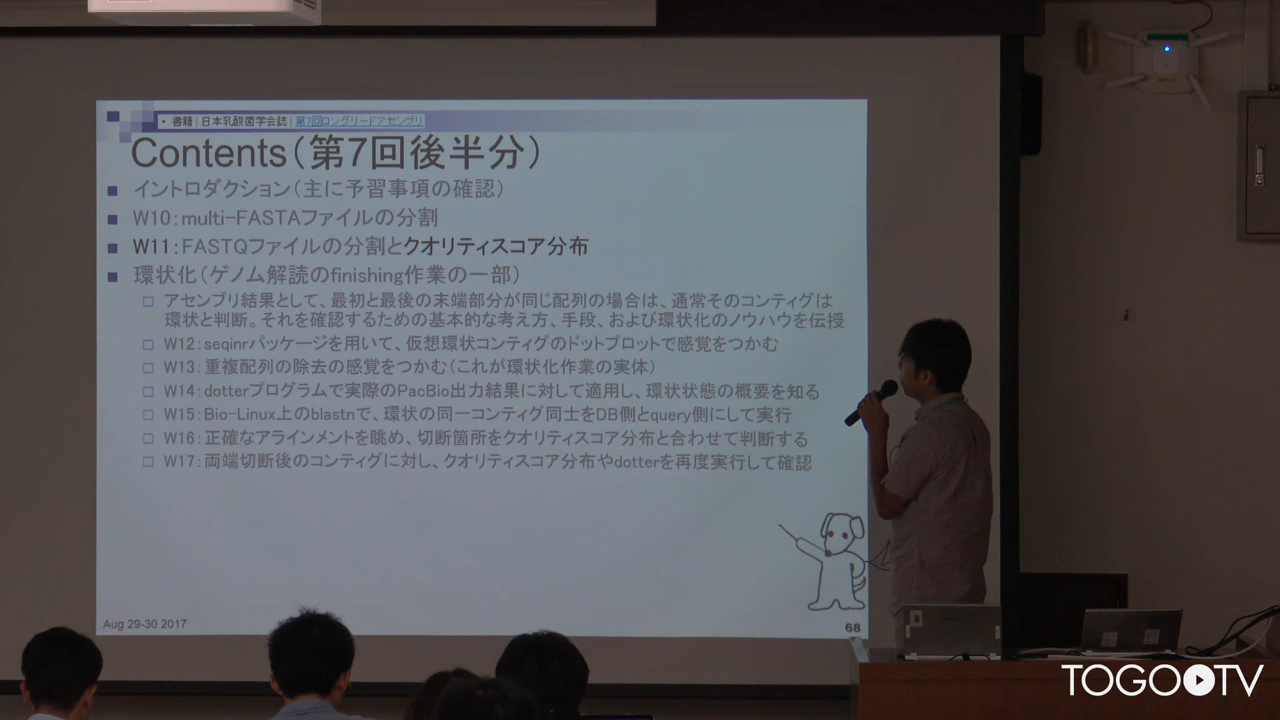 ・ 書籍 | 日本乳酸菌学会誌 | 第7回ロングリードアセンブリ
Contents(第7回後半分)
イントロダクション(主に予習事項の確認)
W10:multi-FASTAファイルの分割
W11:FASTQファイルの分割とクオリティスコア分布
環状化(ゲノム解読のfinishing作業の一部)
アセンブリ結果として、最初と最後の末端部分が同じ配列の場合は、通常そのコンティグは
環状と判断。それを確認するための基本的な考え方、手段、および環状化のノウハウを伝授
W12:seqinrパッケージを用いて、仮想環状コンティグのドットプロットで感覚をつかむ
W13:重複配列の除去の感覚をつかむ(これが環状化作業の実体)
W14:dotterプログラムで実際のPacBio出力結果に対して適用し、環状状態の概要を知る
W15:Bio-Linux上のblastnで、環状の同一コンティグ同士をDB側とquery側にして実行
W16:正確なアラインメントを眺め、切断箇所をクオリティスコア分布と合わせて判断する
W17:両端切断後のコンティグに対し、クオリティスコア分布やdotterを再度実行して確認
Aug 29-30 2017
68
TOGOTV